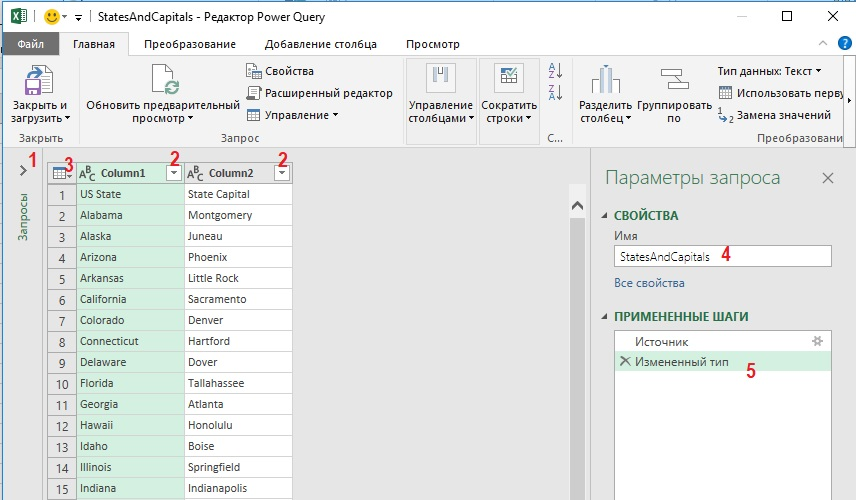 StatesAndCapitals - Редактор Power Query
Файл Главная Преобразование Добавление столбца Просмотр
Закрыть и загрузить
Обновить предварительный просмотр
Свойства
Расширенный редактор
Управление
Управление столбцами
Сократить строки
Разделить столбец
Группировать по
Тип данных: Текст
Использовать перву
Замена значений
Закрыть Запрос С... Преобразовани
1 3 2 2
Запросы
ABC Column1 ABC Column2
1 US State State Capital
2 Alabama Montgomery
3 Alaska Juneau
4 Arizona Phoenix
5 Arkansas Little Rock
6 California Sacramento
7 Colorado Denver
8 Connecticut Hartford
9 Delaware Dover
10 Florida Tallahassee
11 Georgia Atlanta
12 Hawaii Honolulu
13 Idaho Boise
14 Illinois Springfield
15 Indiana Indianapolis
Параметры запроса
СВОЙСТВА
Имя
StatesAndCapitals 4
Все свойства
ПРИМЕНЕННЫЕ ШАГИ
Источник
Измененный тип 5